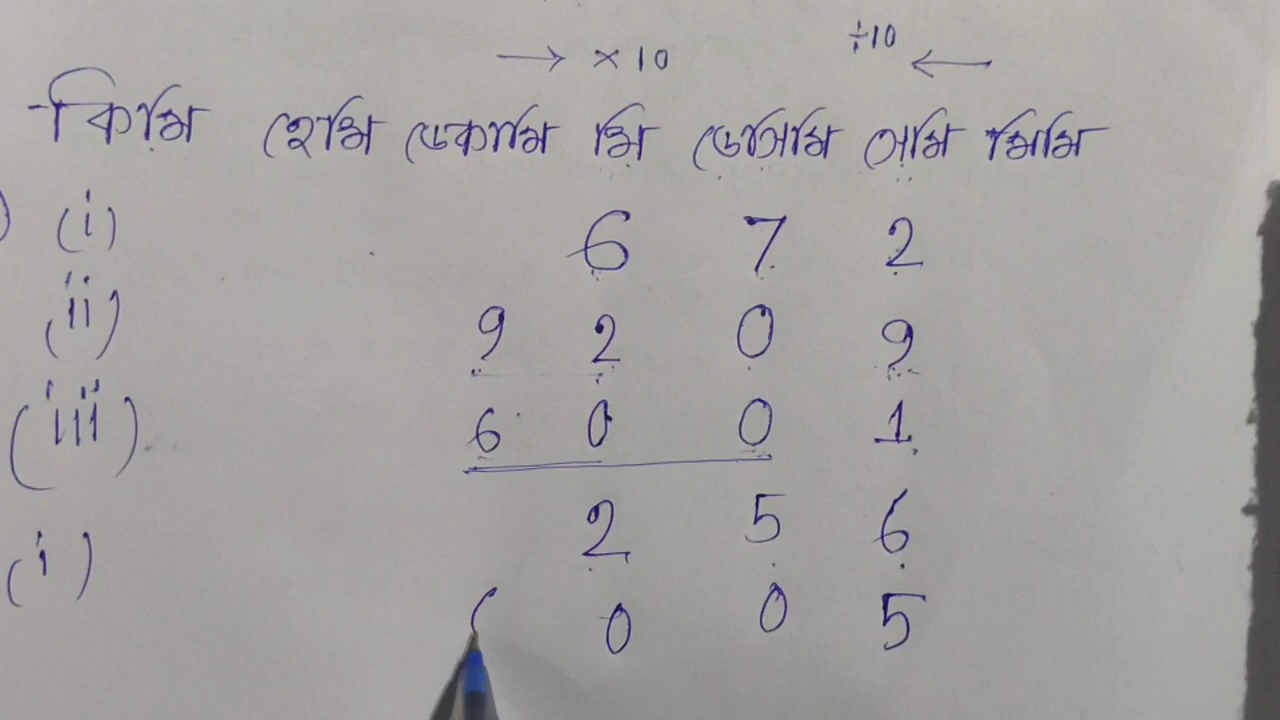 → × 10 ÷10 ←
কিমি হেমি ডেকামি মি ডেসিমি সেমি মিমি
) (i) 6 7 2
(ii) 9 2 0 9
(iii) 6 0 0 1
2 5 6
(i) 0 0 5